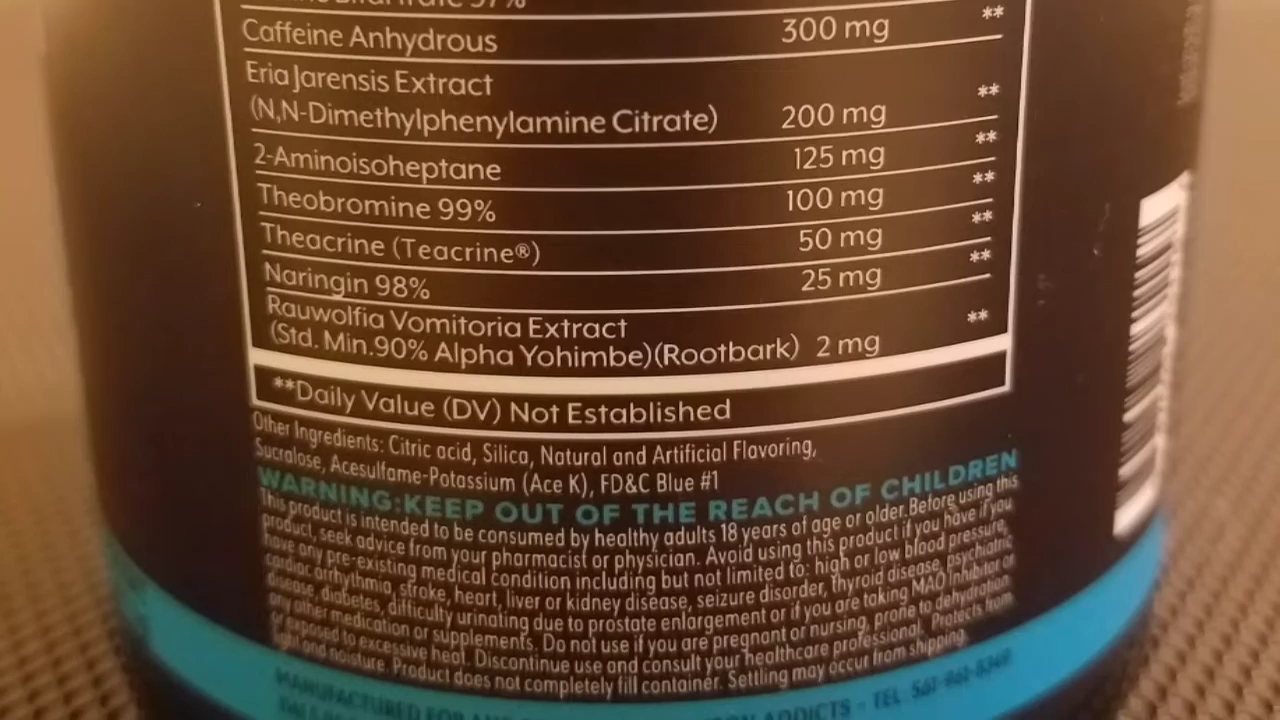 Caffeine Anhydrous 300 mg **
Eria Jarensis Extract
(N,N-Dimethylphenylamine Citrate) 200 mg **
2-Aminoisoheptane 125 mg **
Theobromine 99% 100 mg **
Theacrine (Teacrine®) 50 mg **
Naringin 98% 25 mg **
Rauwolfia Vomitoria Extract
(Std. Min.90% Alpha Yohimbe)(Rootbark) 2 mg **
**Daily Value (DV) Not Established
Other Ingredients: Citric acid, Silica, Natural and Artificial Flavoring,
Sucralose, Acesulfame-Potassium (Ace K), FD&C Blue #1
WARNING:KEEP OUT OF THE REACH OF CHILDREN
This product is intended to be consumed by healthy adults 18 years of age or older.Before using this
product, seek advice from your pharmacist or physician. Avoid using this product if you have if you
have any pre-existing medical condition including but not limited to: high or low blood pressure,
cardiac arrhythmia, stroke, heart, liver or kidney disease, seizure disorder, thyroid disease, psychiatric
disease, diabetes, difficulty urinating due to prostate enlargement or if you are taking MAO Inhibitor or
any other medication or supplements. Do not use if you are pregnant or nursing, prone to dehydration
or exposed to excessive heat. Discontinue use and consult your healthcare professional. Protects from
light and noisture. Product does not completely fill container. Settling may occur from shipping.
MANUFACTURED FOR ADDICTS - TEL: